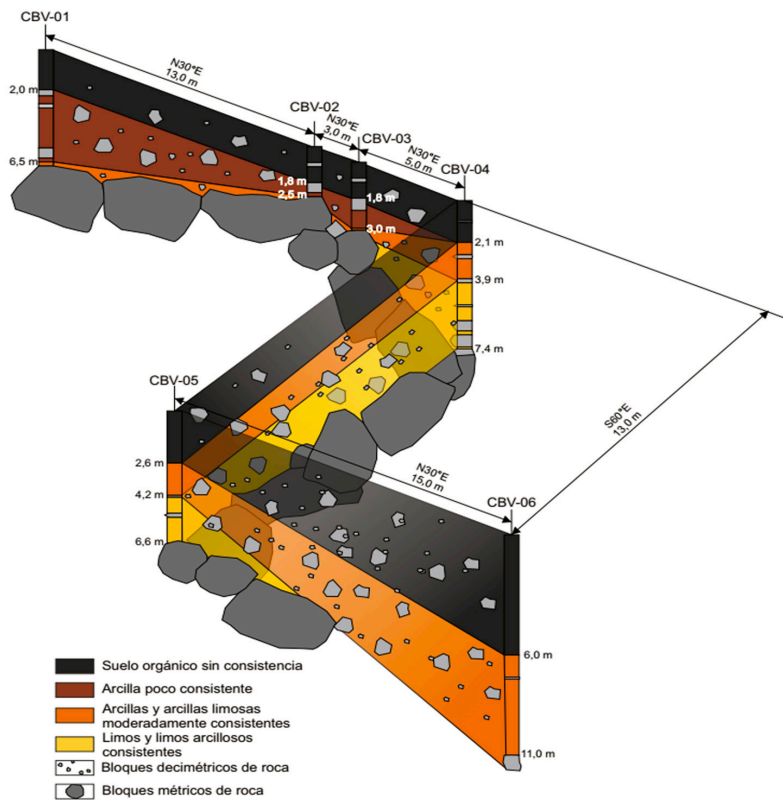 CBV-01
N30°E
13,0 m
CBV-02
N30°E
3,0 m
CBV-03
N30°E
5,0 m
CBV-04
2,0 m
6,5 m
1,8 m
2,5 m
1,8 m
3,0 m
2,1 m
3,9 m
7,4 m
S60°E
13,0 m
CBV-05
N30°E
15,0 m
CBV-06
2,6 m
4,2 m
6,6 m
6,0 m
11,0 m
Suelo orgánico sin consistencia
Arcilla poco consistente
Arcillas y arcillas limosas
moderadamente consistentes
Limos y limos arcillosos
consistentes
Bloques decimétricos de roca
Bloques métricos de roca